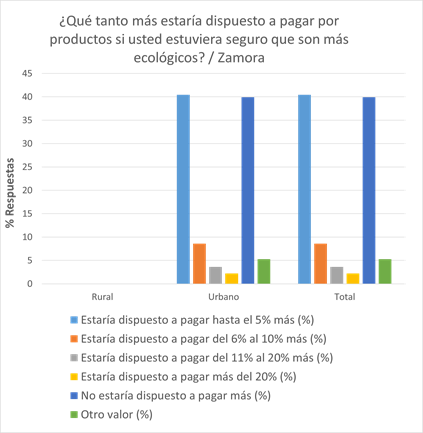 ¿Qué tanto más estaría dispuesto a pagar por
productos si usted estuviera seguro que son más
ecológicos? / Zamora
45
40
35
30
25
20
15
10
5
0
% Respuestas
Rural
Urbano
Total
Estaría dispuesto a pagar hasta el 5% más (%)
Estaría dispuesto a pagar del 6% al 10% más (%)
Estaría dispuesto a pagar del 11% al 20% más (%)
Estaría dispuesto a pagar más del 20% (%)
No estaría dispuesto a pagar más (%)
Otro valor (%)